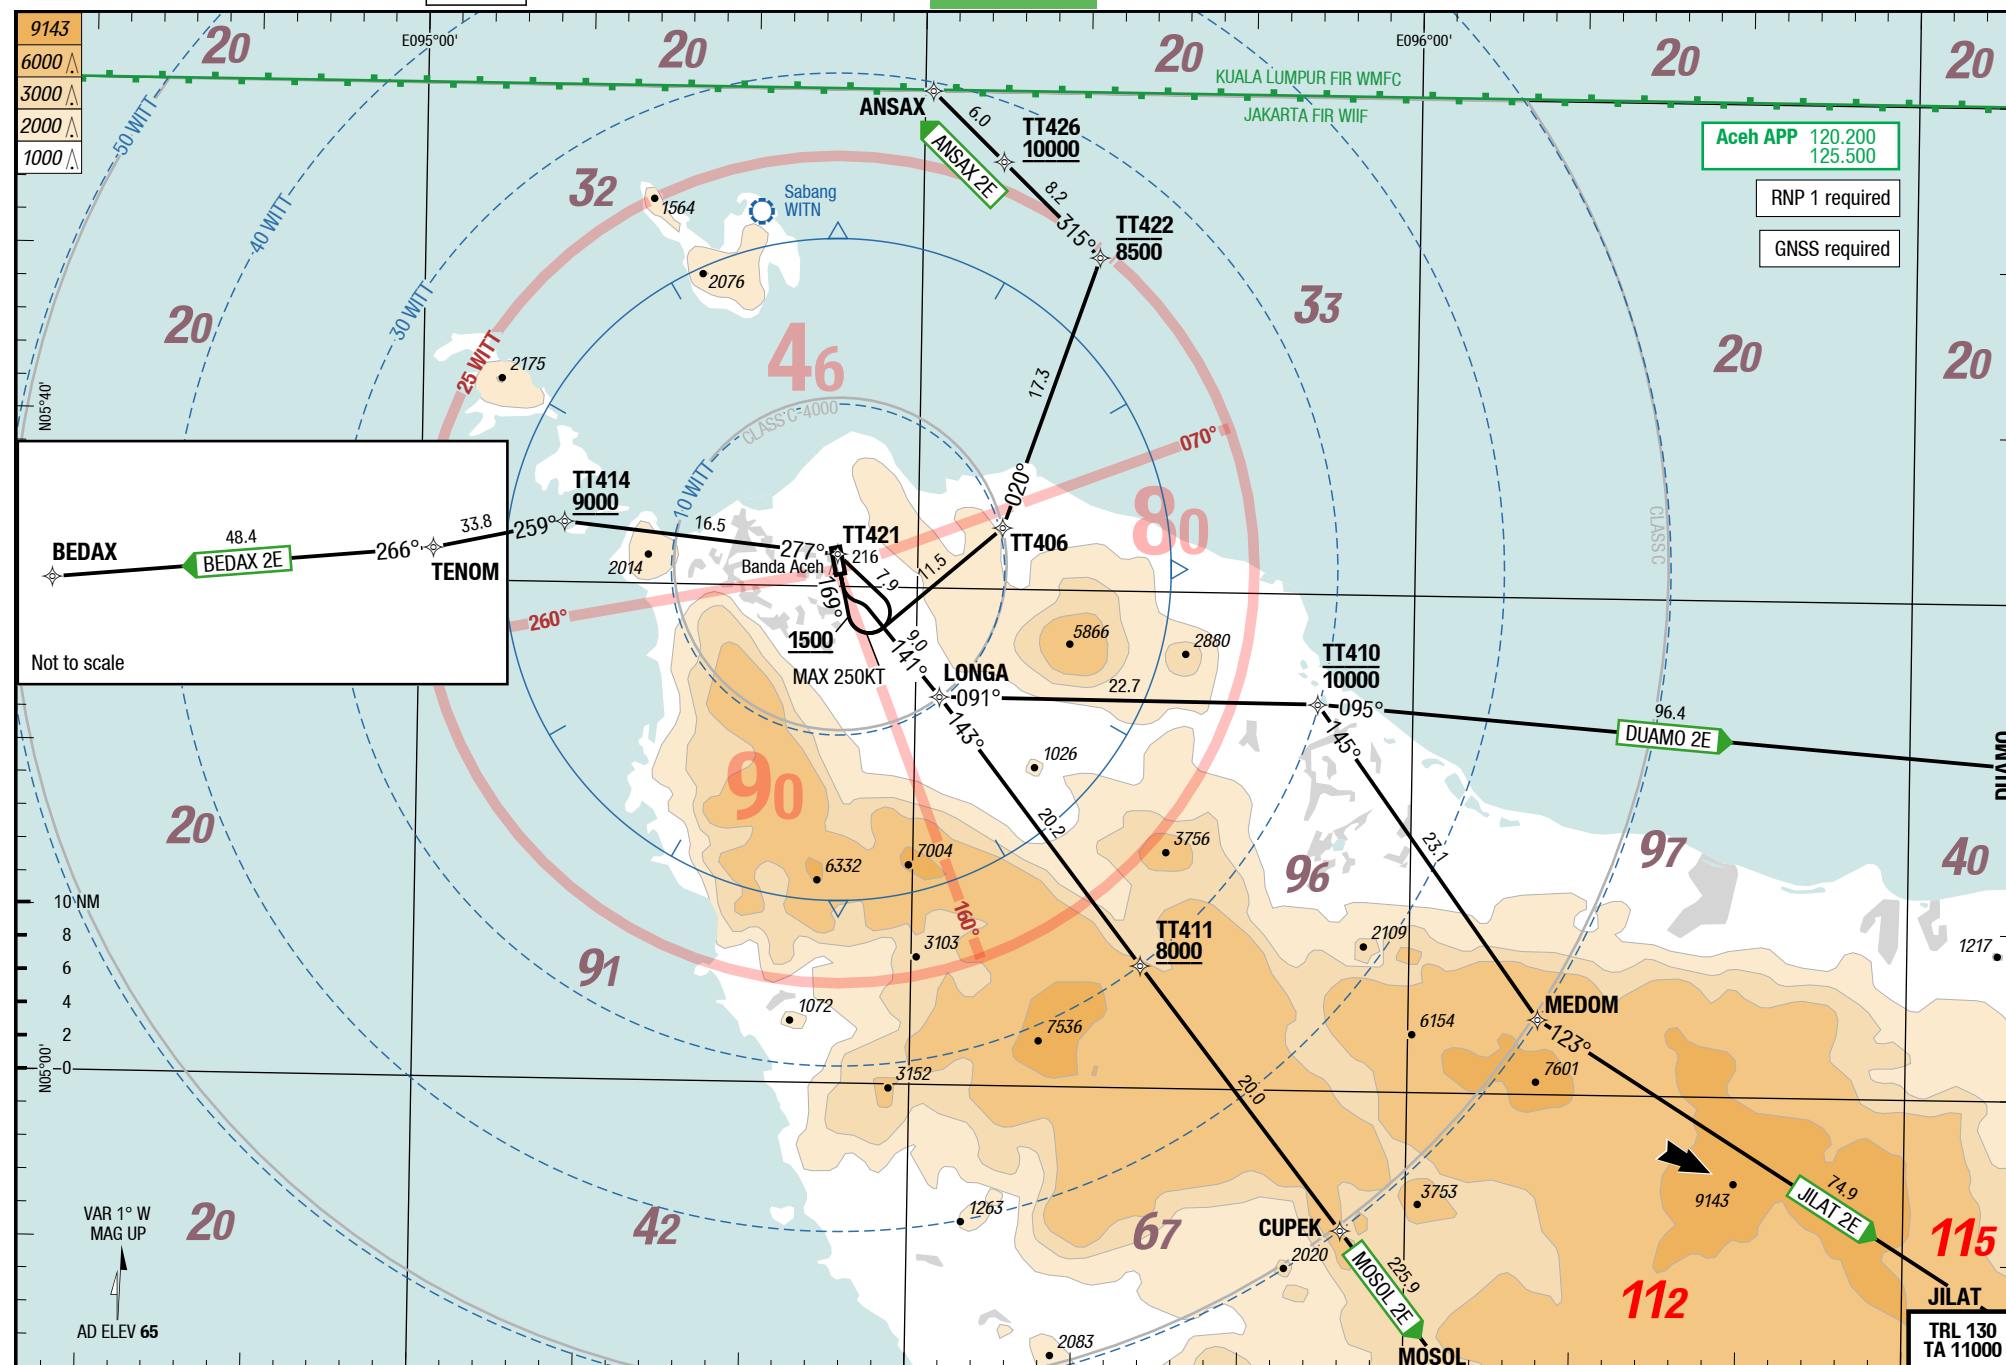 9143
6000
3000
2000
1000
20
E095°00'
20
20
E096°00'
20
20
KUALA LUMPUR FIR WMFC
JAKARTA FIR WIIF
Aceh APP 120.200
125.500
RNP 1 required
GNSS required
50 WITT
40 WITT
30 WITT
25 WITT
10 WITT
ANSAX
6.0
TT426
10000
ANSAX 2E
8.2
315°
TT422
8500
32
1564
Sabang
WITN
2076
33
20
20
20
2175
46
17.3
CLASS C-4000
N05°40'
070°
020°
80
TT414
9000
BEDAX
48.4
BEDAX 2E
266°
33.8
259°
TENOM
16.5
277°
TT421
216
Banda Aceh
2014
7.9
11.5
TT406
169°
CLASS C
260°
Not to scale
1500
MAX 250KT
9.0
141°
5866
2880
LONGA
091°
22.7
TT410
10000
095°
96.4
DUAMO 2E
DUAMO
143°
145°
1026
90
20
20.2
23.1
3756
96
97
40
6332
7004
160°
10 NM
8
6
4
2
0
N05°00'
3103
91
TT411
8000
2109
1217
1072
7536
6154
MEDOM
123°
7601
3152
20.0
9143
74.9
JILAT 2E
115
VAR 1° W
MAG UP
20
42
1263
67
3753
CUPEK
2020
225.9
MOSOL 2E
112
JILAT
AD ELEV 65
2083
MOSOL
TRL 130
TA 11000